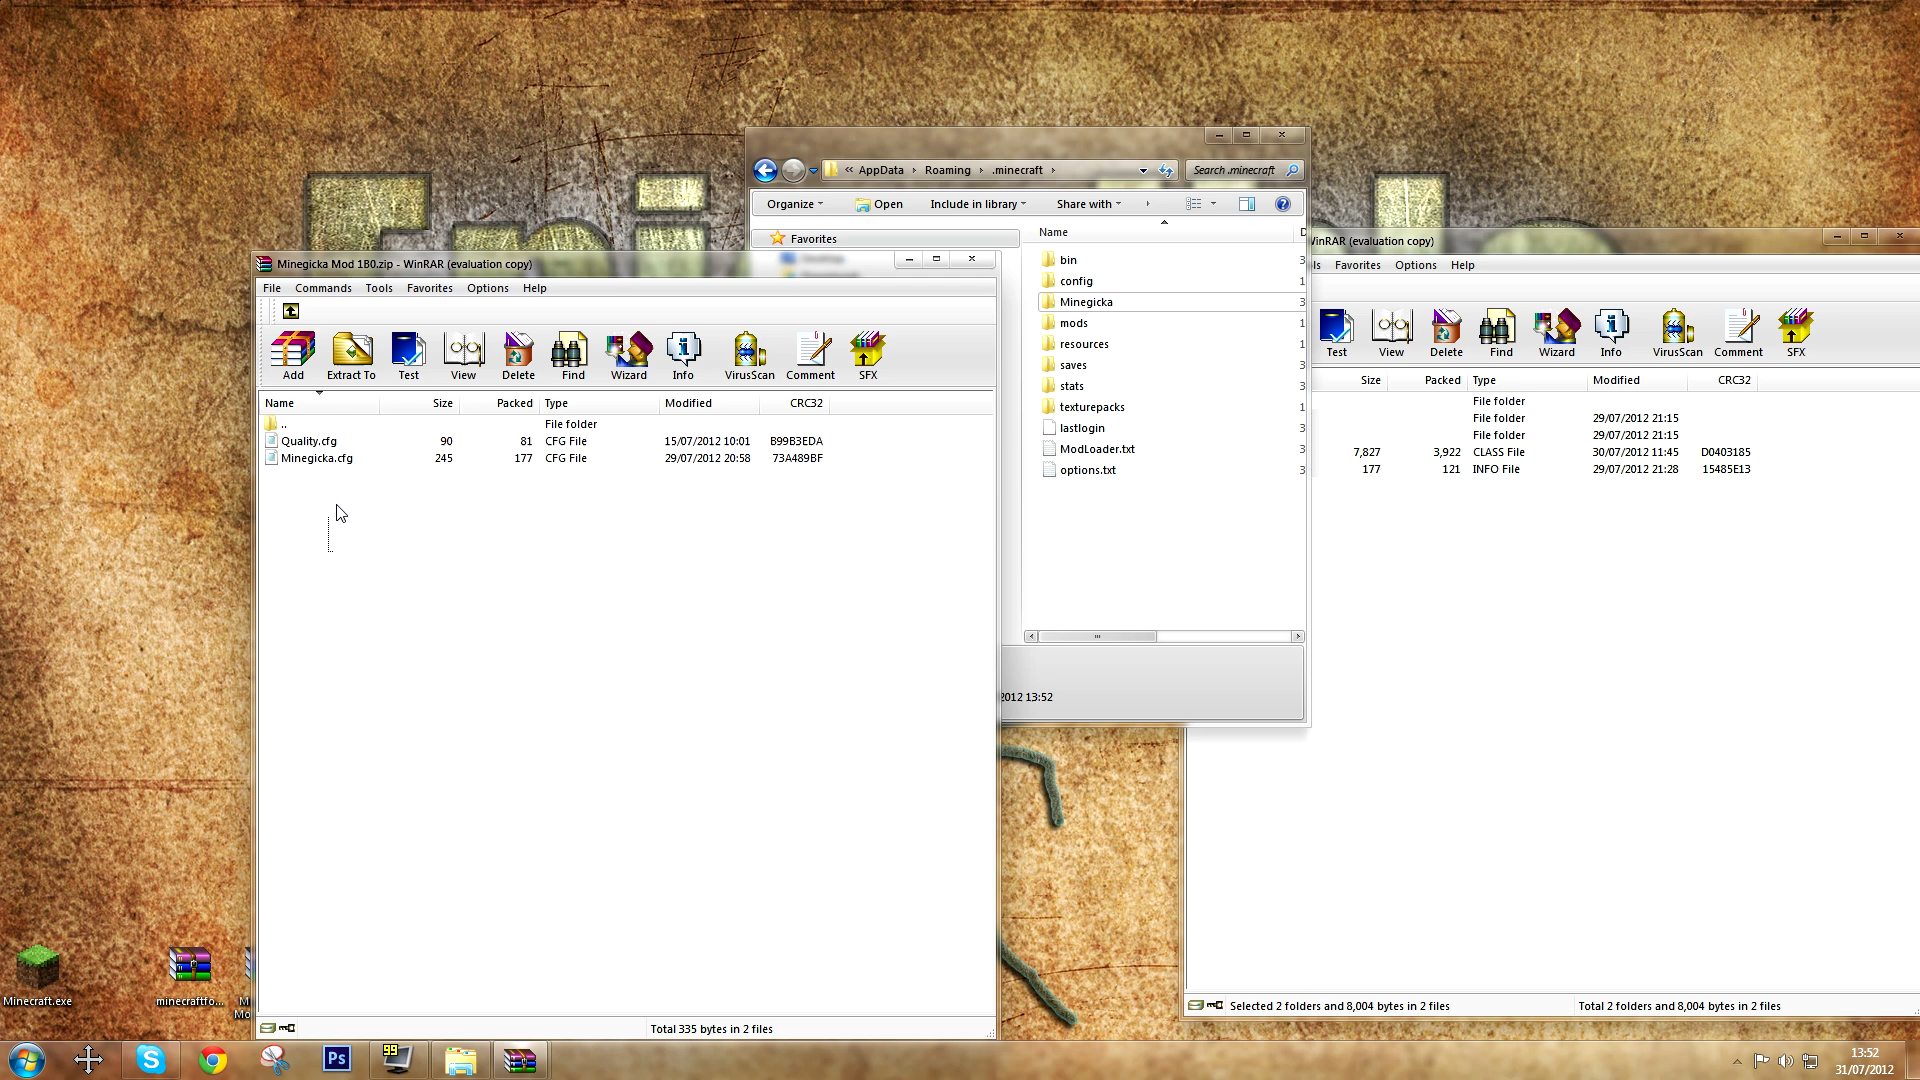 « AppData › Roaming › .minecraft ›
Search .minecraft
Organize
Open
Include in library
Share with
Favorites
Name
bin
config
Minegicka
mods
resources
saves
stats
texturepacks
lastlogin
ModLoader.txt
options.txt
2012 13:52
Minegicka Mod 1B0.zip - WinRAR (evaluation copy)
File Commands Tools Favorites Options Help
Add Extract To Test View Delete Find Wizard Info VirusScan Comment SFX
Name Size Packed Type Modified CRC32
.. File folder
Quality.cfg 90 81 CFG File 15/07/2012 10:01 B99B3EDA
Minegicka.cfg 245 177 CFG File 29/07/2012 20:58 73A489BF
Total 335 bytes in 2 files
WinRAR (evaluation copy)
ls Favorites Options Help
Test View Delete Find Wizard Info VirusScan Comment SFX
Size Packed Type Modified CRC32
File folder
File folder 29/07/2012 21:15
File folder 29/07/2012 21:15
7,827 3,922 CLASS File 30/07/2012 11:45 D0403185
177 121 INFO File 29/07/2012 21:28 15485E13
Selected 2 folders and 8,004 bytes in 2 files
Total 2 folders and 8,004 bytes in 2 files
Minecraft.exe
minecraftfo...
M
Mo
Ps
99
13:52
31/07/2012